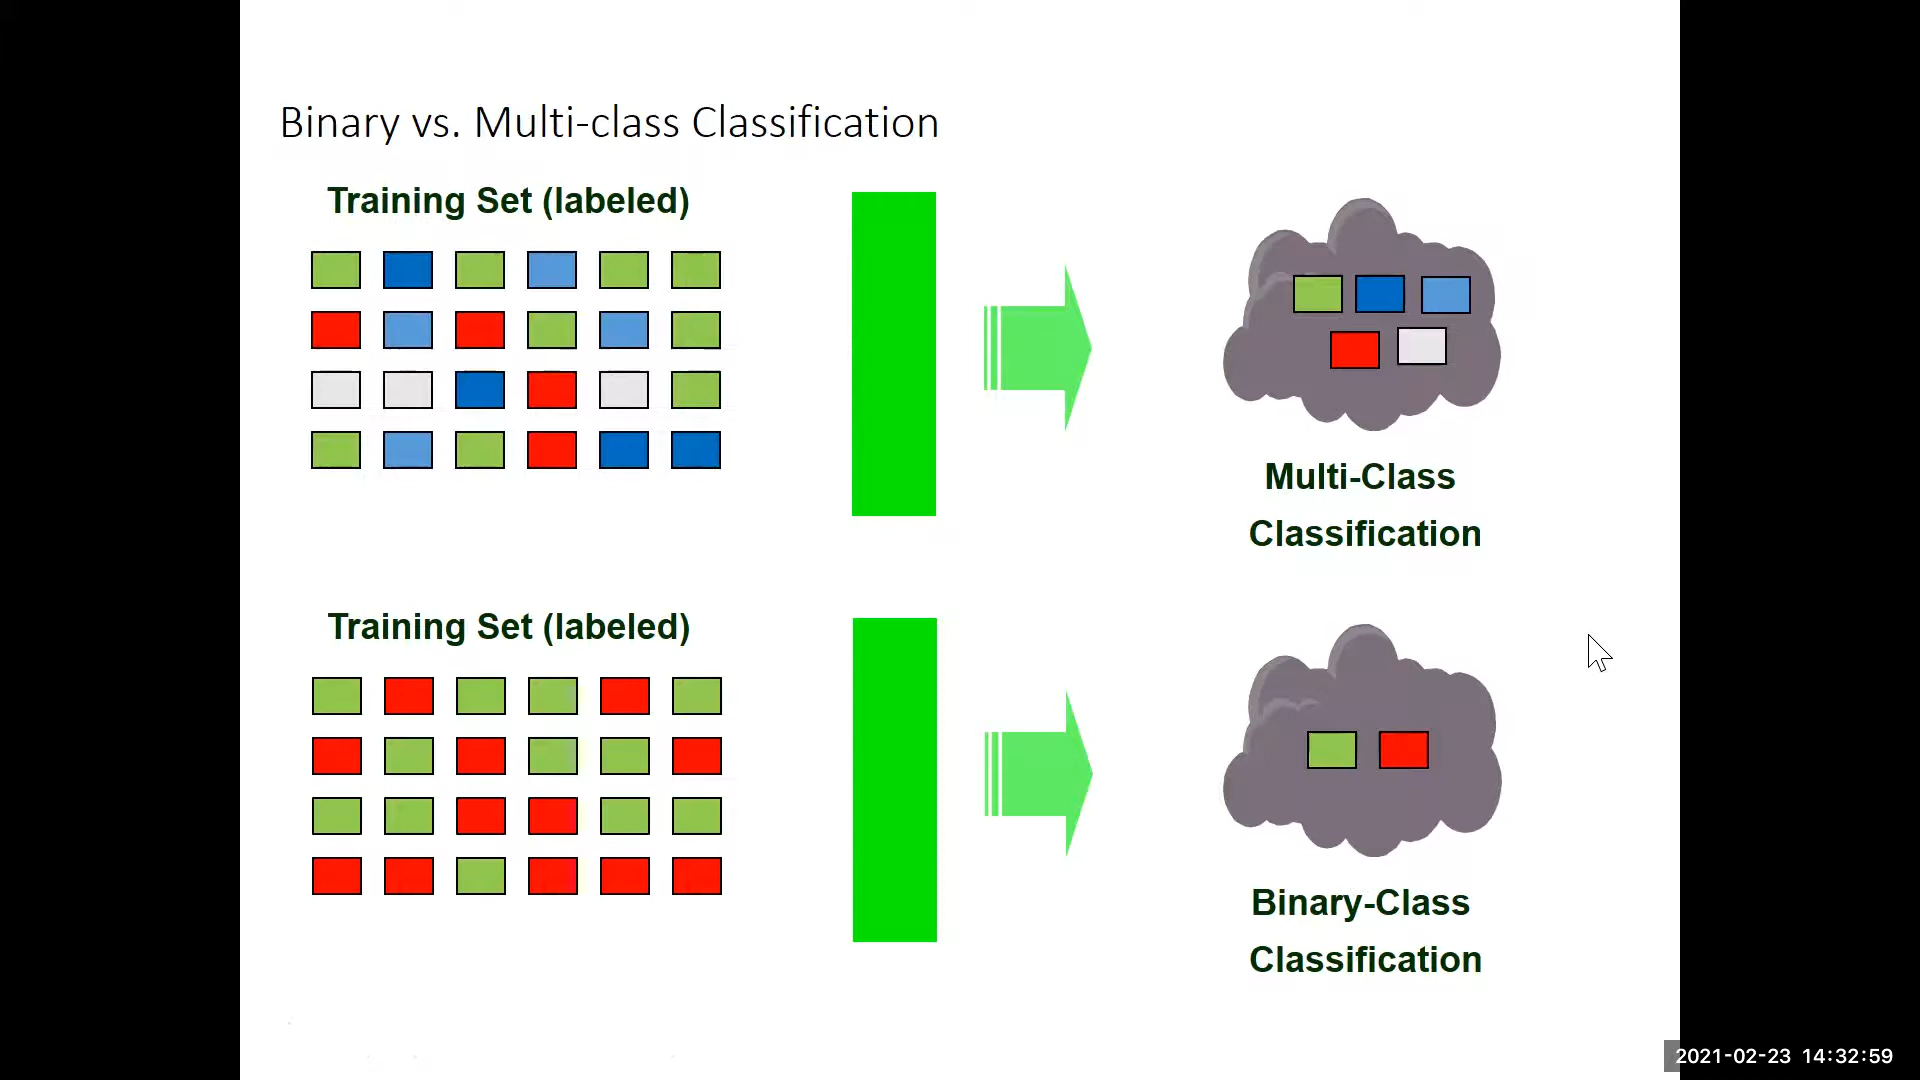 Binary vs. Multi-class Classification
Training Set (labeled)
Multi-Class
Classification
Training Set (labeled)
Binary-Class
Classification
2021-02-23 14:32:59